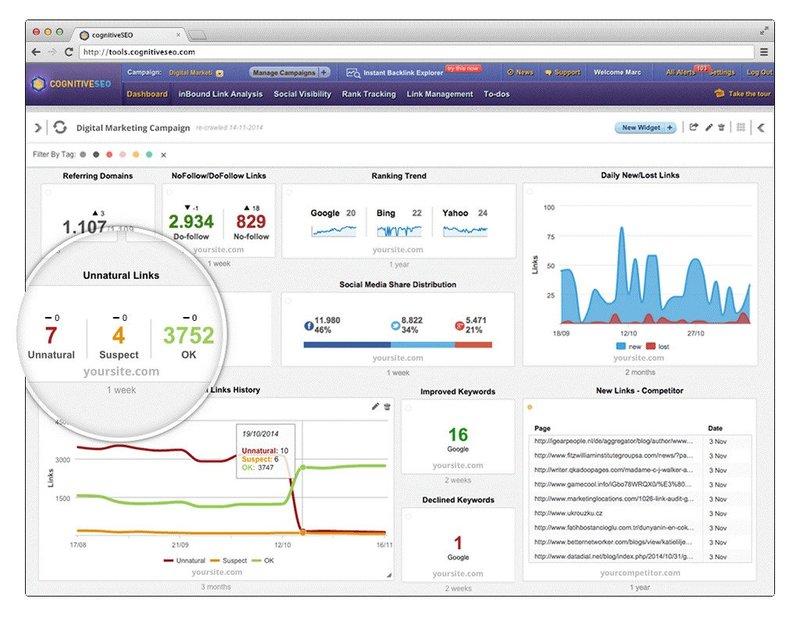 cognitiveSEO
http://tools.cognitiveseo.com
Campaign: Digital Marketi Manage Campaigns + Instant Backlink Explorer try this now News Support Welcome Marc All Alerts 103 Settings Log Out
COGNITIVESEO
Dashboard inBound Link Analysis Social Visibility Rank Tracking Link Management To-dos Take the tour
Digital Marketing Campaign re-crawled 14-11-2014 New Widget +
Filter By Tag:
Referring Domains
3
1.107
NoFollow/DoFollow Links
-1 18
2.934 829
Do-follow No-follow
yoursite.com
1 week
Ranking Trend
Google 20 Bing 22 Yahoo 24
yoursite.com
1 year
Daily New/Lost Links
100
75
50
25
Links
18/09 12/10 27/10
new lost
yoursite.com
2 months
Unnatural Links
0 0 0
7 4 3752
Unnatural Suspect OK
yoursite.com
1 week
Social Media Share Distribution
11.980 8.822 5.471
46% 34% 21%
yoursite.com
1 week
Links History
3000
1500
Links
19/10/2014
Unnatural: 10
Suspect: 6
OK: 3747
17/08 21/09 12/10 16/11
Unnatural Suspect OK
yoursite.com
3 months
Improved Keywords
16
Google
yoursite.com
2 weeks
Declined Keywords
1
Google
yoursite.com
2 weeks
New Links - Competitor
Page Date
http://igearpeople.nl/de/aggregator/blog/author/www... 3 Nov
http://www.fitzwilliaminstitutegroupsa.com/news/?pa... 3 Nov
http://writer.qkadoopages.com/madame-c-j-walker-a... 3 Nov
http://www.gamecool.info/IGbo78WRQX0/%E3%80... 3 Nov
http://www.marketinglocations.com/1026-link-audit-g... 3 Nov
http://www.ukrouzku.cz 3 Nov
http://www.fatihbostancioglu.com.tr/dunyanin-en-cok... 3 Nov
http://www.betternetworker.com/blogs/view/katielilje... 3 Nov
http://www.datadial.net/blog/index.php/2014/10/31/g... 3 Nov
yourcompetitor.com
1 year